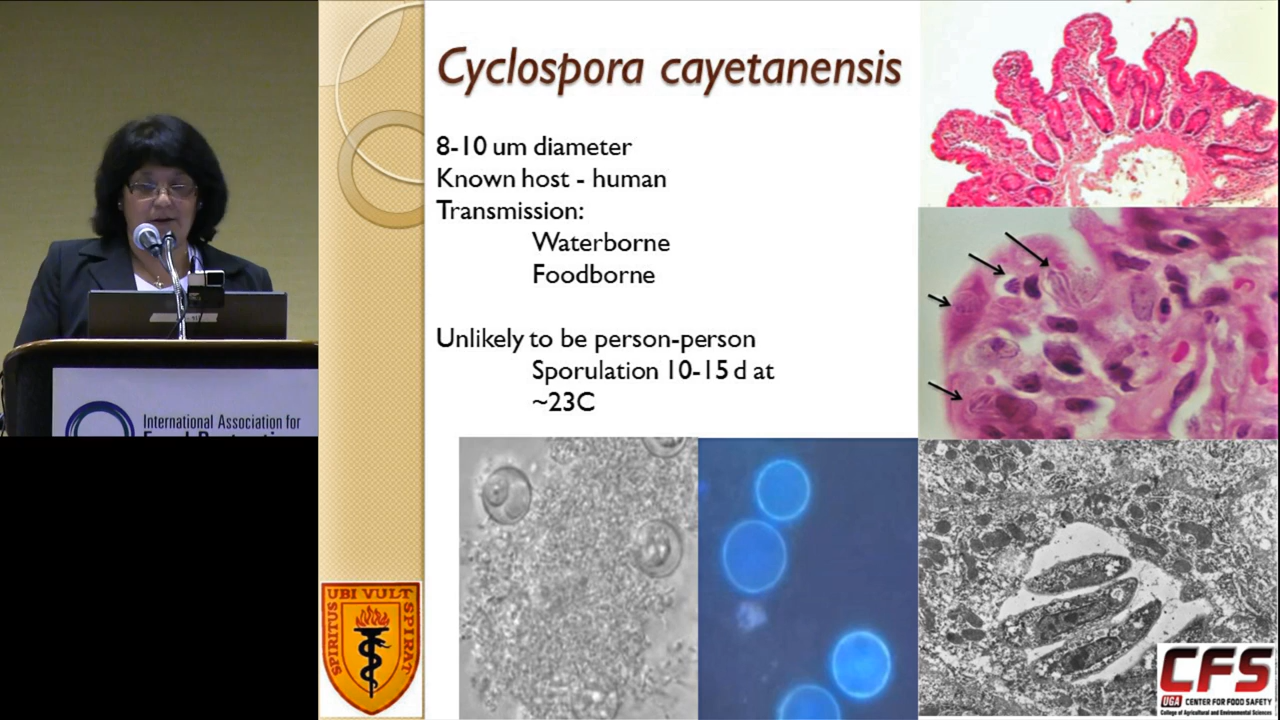 Cyclospora cayetanensis
8-10 um diameter
Known host - human
Transmission:
Waterborne
Foodborne
Unlikely to be person-person
Sporulation 10-15 d at
~23C
International Association for
SPIRITUS UBI VULT SPIRAT
CFS
UGA CENTER FOR FOOD SAFETY
College of Agricultural and Environmental Sciences